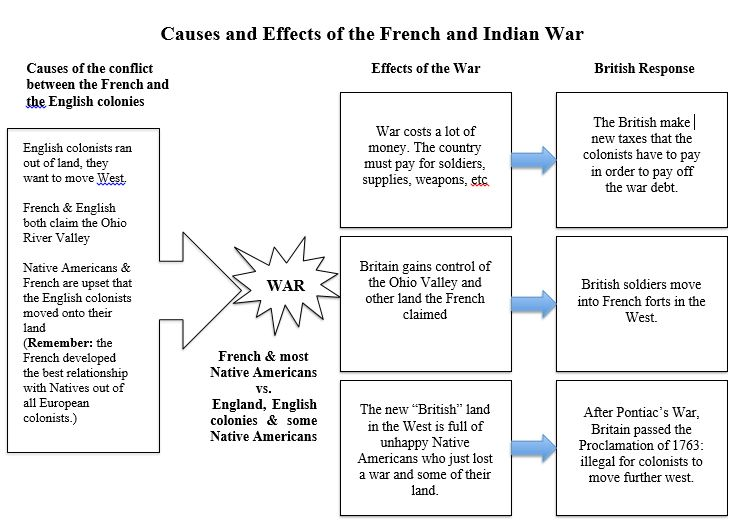 Causes and Effects of the French and Indian War
Causes of the conflict
between the French and
the English colonies
English colonists ran
out of land, they
want to move West.
French & English
both claim the Ohio
River Valley
Native Americans &
French are upset that
the English colonists
moved onto their
land
(Remember: the
French developed
the best relationship
with Natives out of
all European
colonists.)
WAR
French & most
Native Americans
vs.
England, English
colonies & some
Native Americans
Effects of the War
War costs a lot of
money. The country
must pay for soldiers,
supplies, weapons, etc
Britain gains control of
the Ohio Valley and
other land the French
claimed
The new “British” land
in the West is full of
unhappy Native
Americans who just lost
a war and some of their
land.
British Response
The British make
new taxes that the
colonists have to pay
in order to pay off
the war debt.
British soldiers move
into French forts in the
West.
After Pontiac’s War,
Britain passed the
Proclamation of 1763:
illegal for colonists to
move further west.